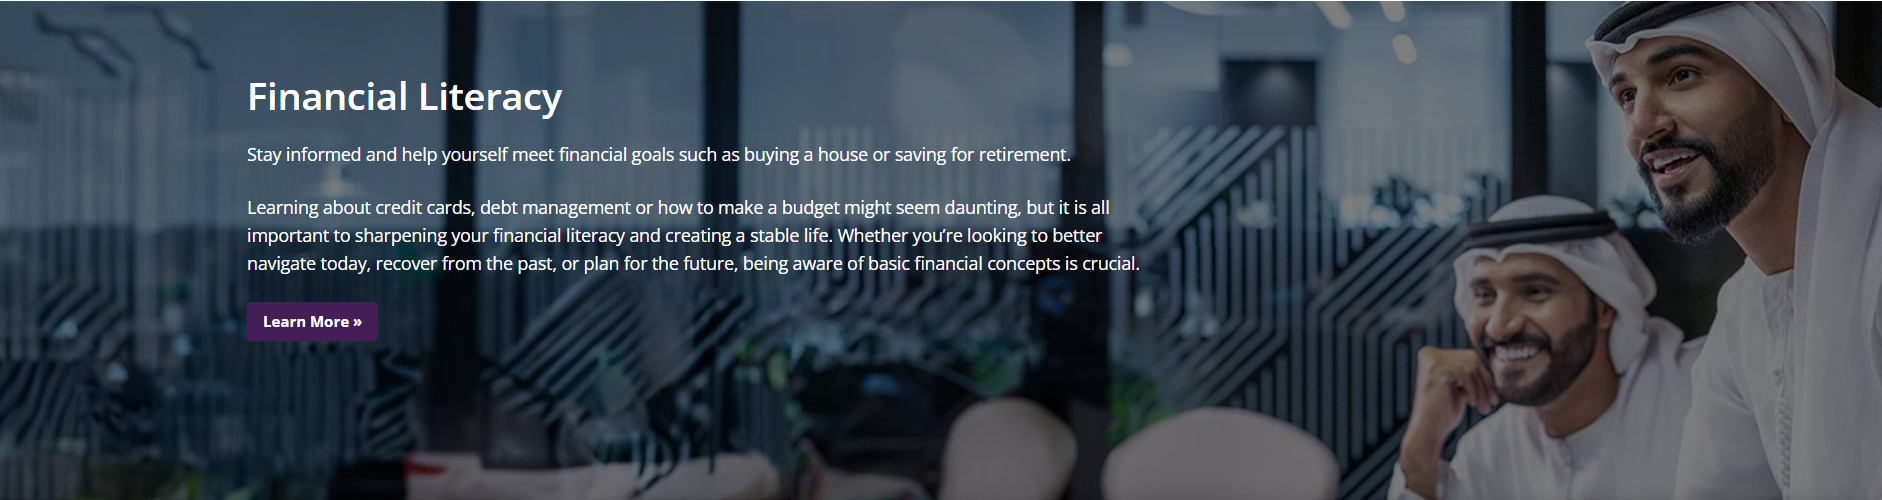 Financial Literacy
Stay informed and help yourself meet financial goals such as buying a house or saving for retirement.
Learning about credit cards, debt management or how to make a budget might seem daunting, but it is all
important to sharpening your financial literacy and creating a stable life. Whether you’re looking to better
navigate today, recover from the past, or plan for the future, being aware of basic financial concepts is crucial.
Learn More »